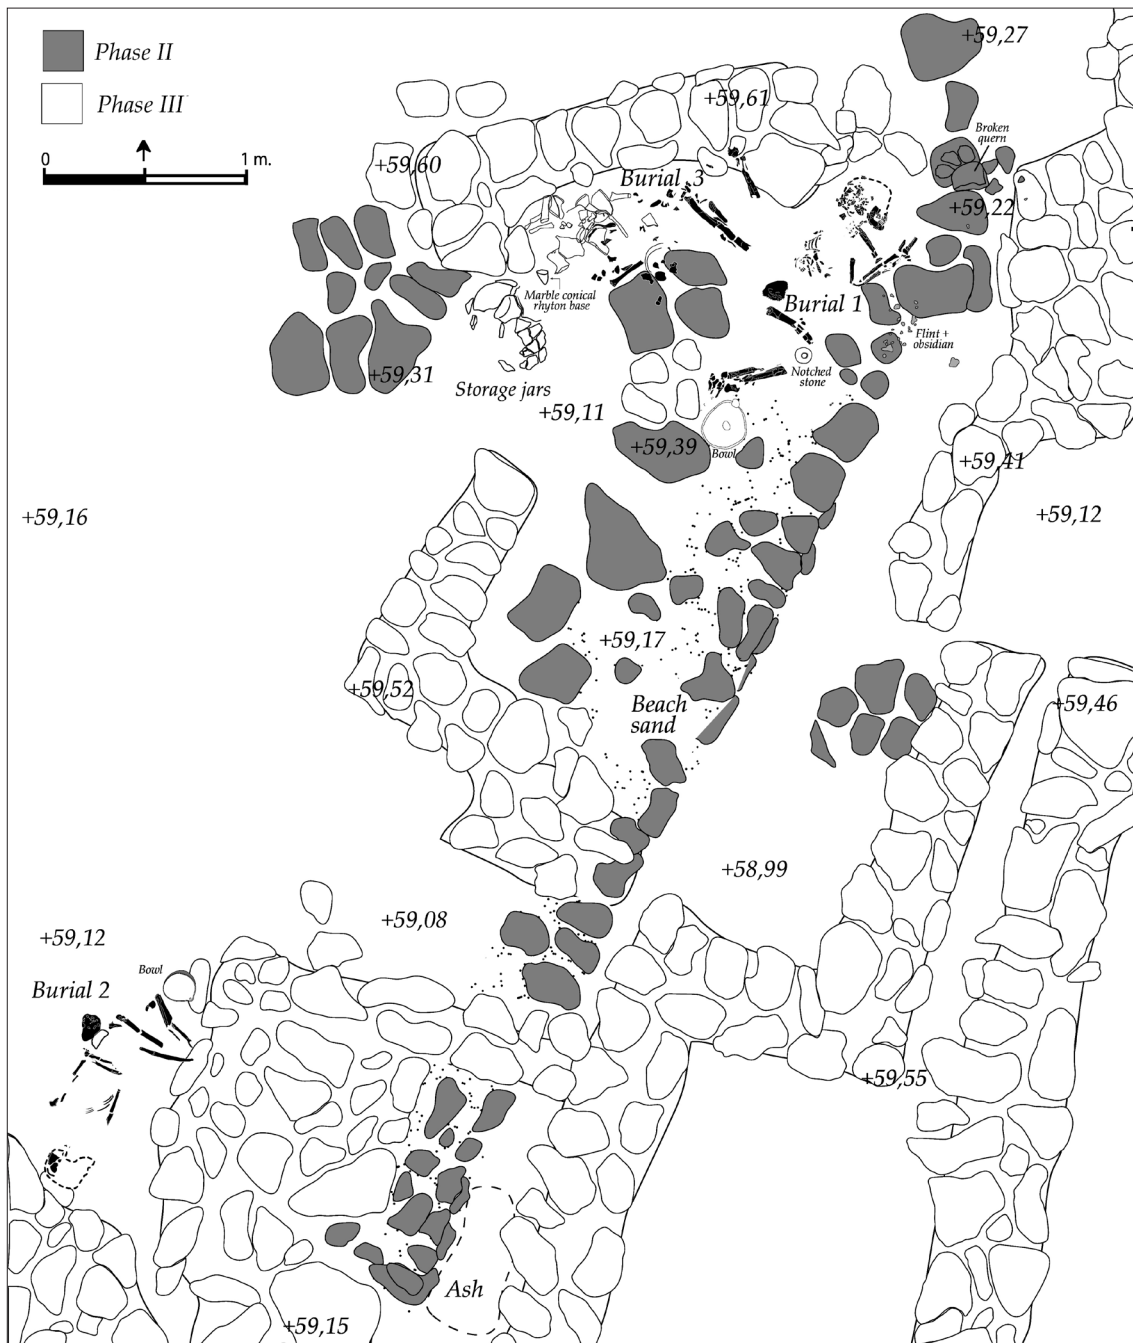 Phase II
Phase III
0
1 m.
+59,27
+59,61
Broken
quern
+59,60
Burial 3
+59,22
Marble conical
rhyton base
Burial 1
Flint +
obsidian
+59,31
Notched
stone
Storage jars
+59,11
+59,39
Bowl
+59,41
+59,16
+59,12
+59,17
+59,52
Beach
sand
+59,46
+58,99
+59,08
+59,12
Bowl
Burial 2
+59,55
Ash
+59,15